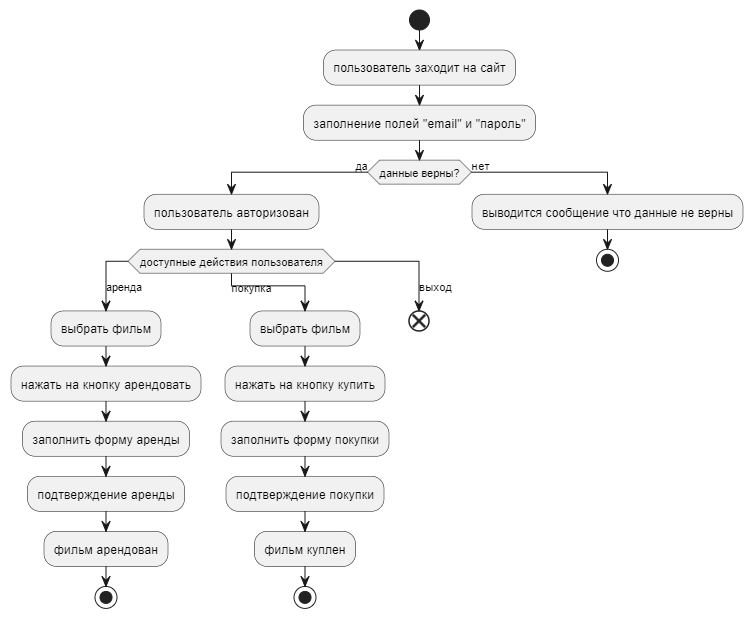 пользователь заходит на сайт
заполнение полей "email" и "пароль"
да
данные верны?
нет
пользователь авторизован
выводится сообщение что данные не верны
доступные действия пользователя
аренда
покупка
выход
выбрать фильм
выбрать фильм
нажать на кнопку арендовать
нажать на кнопку купить
заполнить форму аренды
заполнить форму покупки
подтверждение аренды
подтверждение покупки
фильм арендован
фильм куплен